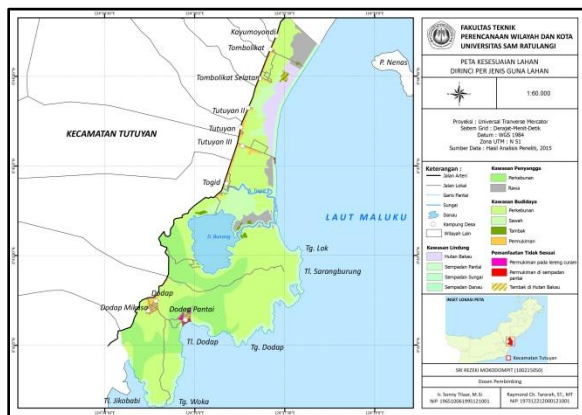 Kayumoyondi
Tombolikat
Tombolikat Selatan
P. Nenas
Tutuyan II
Tutuyan
KECAMATAN TUTUYAN
Tutuyan III
Togid
LAUT MALUKU
Tg. Lak
Tl. Sarangburung
Dodap
Dodap Mikasa
Dodap Pantai
Tl. Dodap
Tg. Dodap
Tl. Jikobabi
Tg. Woka
FAKULTAS TEKNIK
PERENCANAAN WILAYAH DAN KOTA
UNIVERSITAS SAM RATULANGI
PETA KESESUAIAN LAHAN
DIRINCI PER JENIS GUNA LAHAN
1:60.000
Proyeksi : Universal Tranverse Mercator
Sistem Grid : Derajat-Menit-Detik
Datum : WGS 1984
Zona UTM : N 51
Sumber Data : Hasil Analisis Peneliti, 2015
Keterangan :
Jalan Arteri
Jalan Lokal
Garis Pantai
Sungai
Danau
Kampung Desa
Wilayah Lain
Kawasan Lindung
Hutan Bakau
Sempadan Pantai
Sempadan Sungai
Sempadan Danau
Kawasan Penyangga
Perkebunan
Rawa
Kawasan Budidaya
Perkebunan
Sawah
Tambak
Permukiman
Pemanfaatan Tidak Sesuai
Permukiman pada lereng curam
Permukiman di sempadan
pantai
Tambak di Hutan Bakau
INSET LOKASI PETA
Kecamatan Tutuyan
SRI REZEKI MOKODOMPIT (100215050)
Dosen Pembimbing